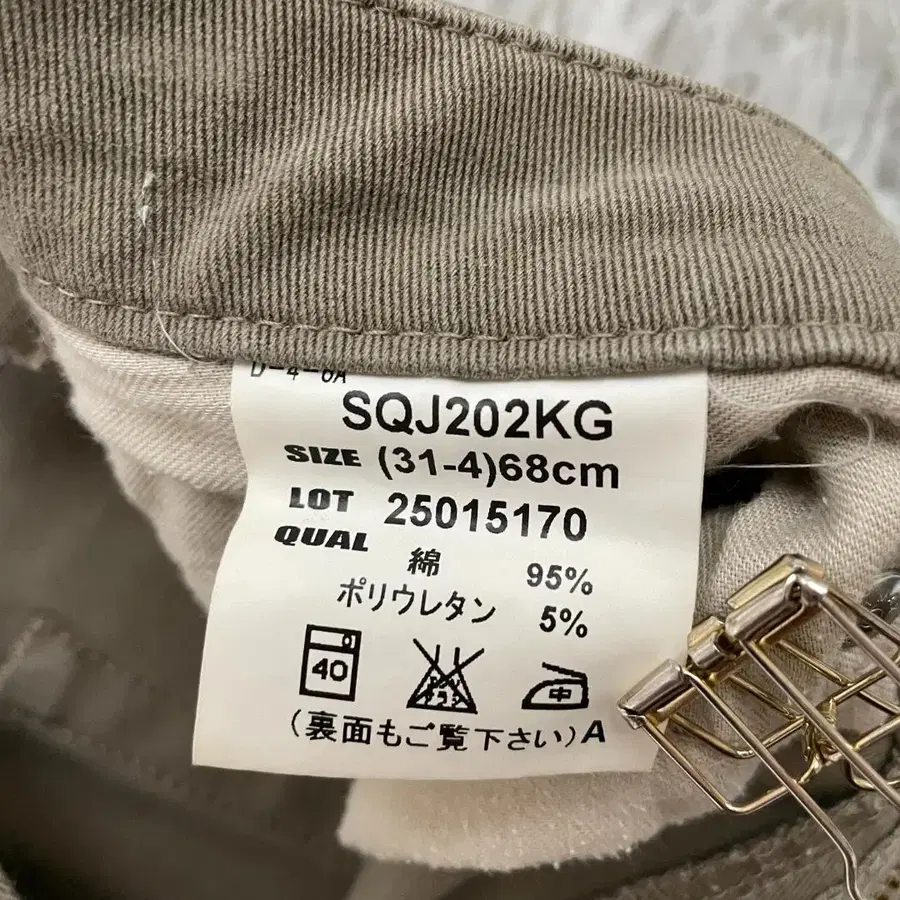 SQJ202KG
SIZE (31-4)68cm
LOT 25015170
QUAL
綿 95%
ポリウレタン 5%
40
中
(裏面もご覧下さい)A